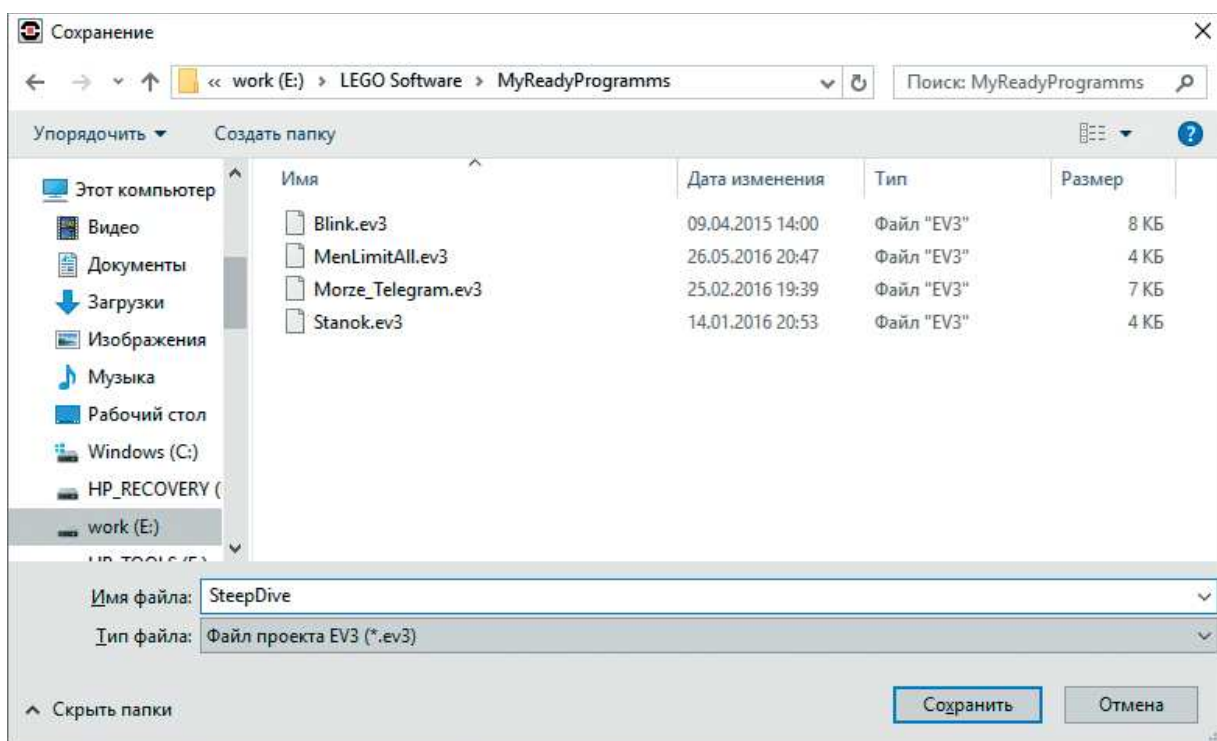 Сохранение
« work (E:) › LEGO Software › MyReadyProgramms
Поиск: MyReadyProgramms
Упорядочить
Создать папку
Этот компьютер
Видео
Документы
Загрузки
Изображения
Музыка
Рабочий стол
Windows (C:)
HP_RECOVERY (
work (E:)
Имя Дата изменения Тип Размер
Blink.ev3 09.04.2015 14:00 Файл "EV3" 8 КБ
MenLimitAll.ev3 26.05.2016 20:47 Файл "EV3" 4 КБ
Morze_Telegram.ev3 25.02.2016 19:39 Файл "EV3" 7 КБ
Stanok.ev3 14.01.2016 20:53 Файл "EV3" 4 КБ
Имя файла: SteepDive
Тип файла: Файл проекта EV3 (*.ev3)
Скрыть папки
Сохранить
Отмена